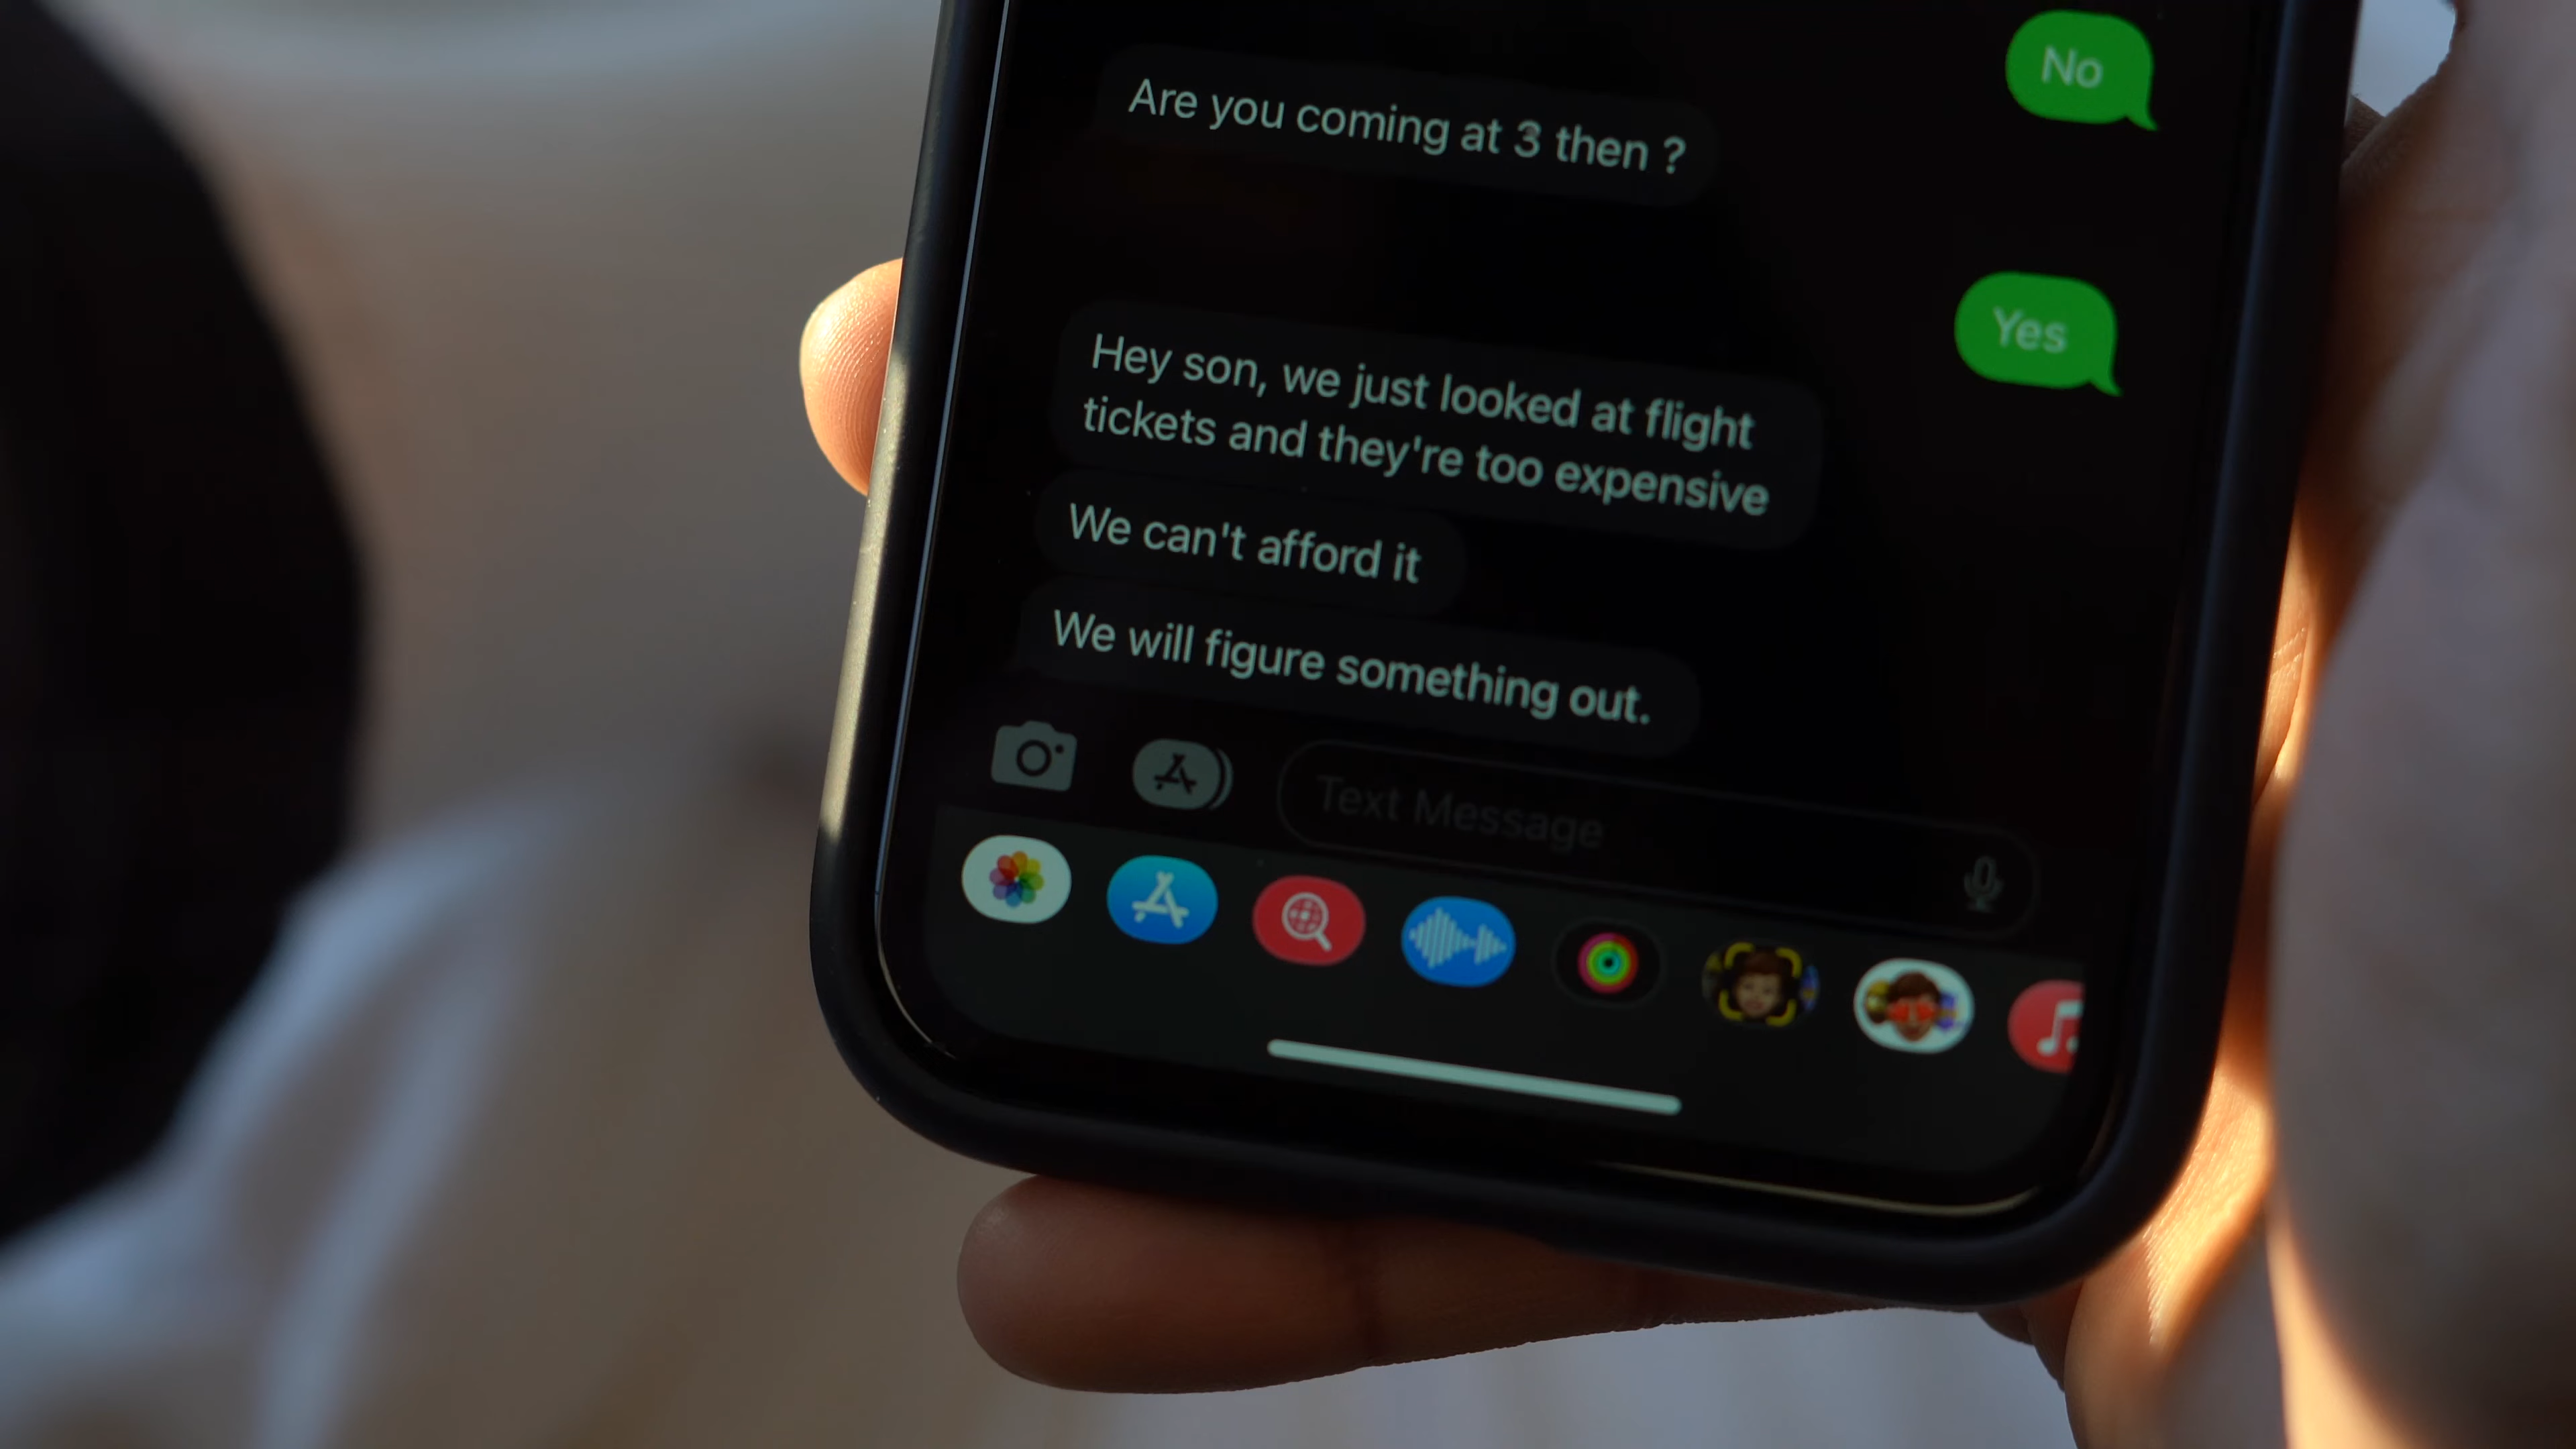 No
Are you coming at 3 then ?
Yes
Hey son, we just looked at flight
tickets and they're too expensive
We can't afford it
We will figure something out.
Text Message